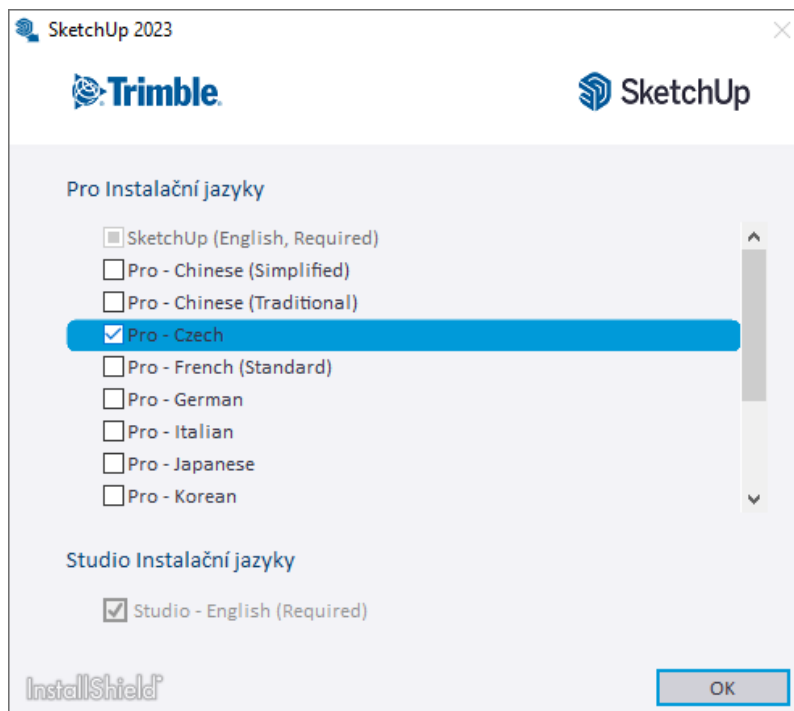 SketchUp 2023
Trimble.
SketchUp
Pro Instalační jazyky
SketchUp (English, Required)
Pro - Chinese (Simplified)
Pro - Chinese (Traditional)
Pro - Czech
Pro - French (Standard)
Pro - German
Pro - Italian
Pro - Japanese
Pro - Korean
Studio Instalační jazyky
Studio - English (Required)
InstallShield
OK